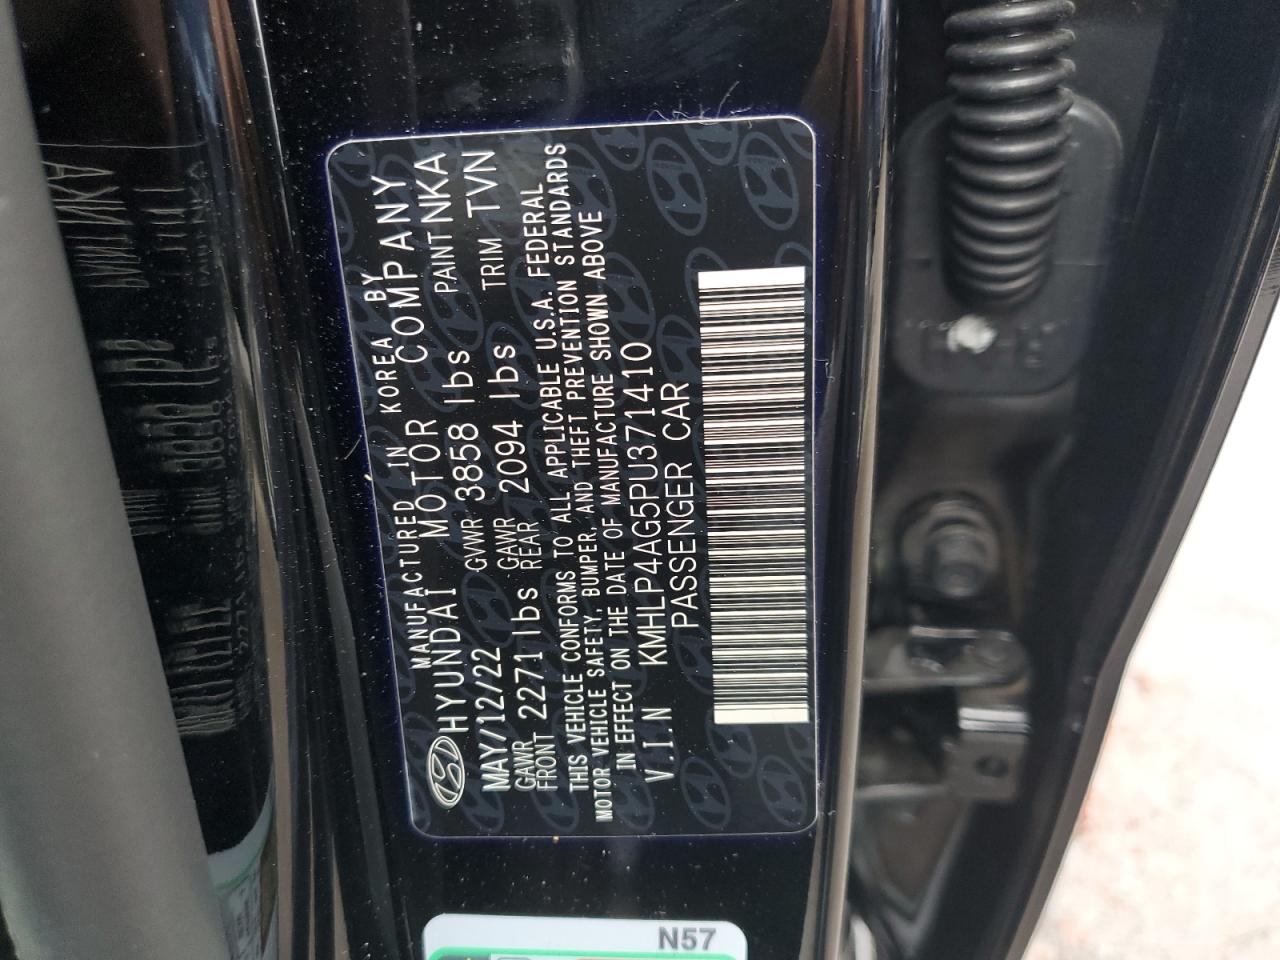 MANUFACTURED IN KOREA BY
HYUNDAI MOTOR COMPANY
MAY/12/22 GVWR 3858 lbs PAINT NKA
GAWR FRONT 2271 lbs GAWR REAR 2094 lbs TRIM TVN
THIS VEHICLE CONFORMS TO ALL APPLICABLE U.S.A. FEDERAL
MOTOR VEHICLE SAFETY, BUMPER, AND THEFT PREVENTION STANDARDS
IN EFFECT ON THE DATE OF MANUFACTURE SHOWN ABOVE
V.I.N KMHLP4AG5PU371410
PASSENGER CAR
N57